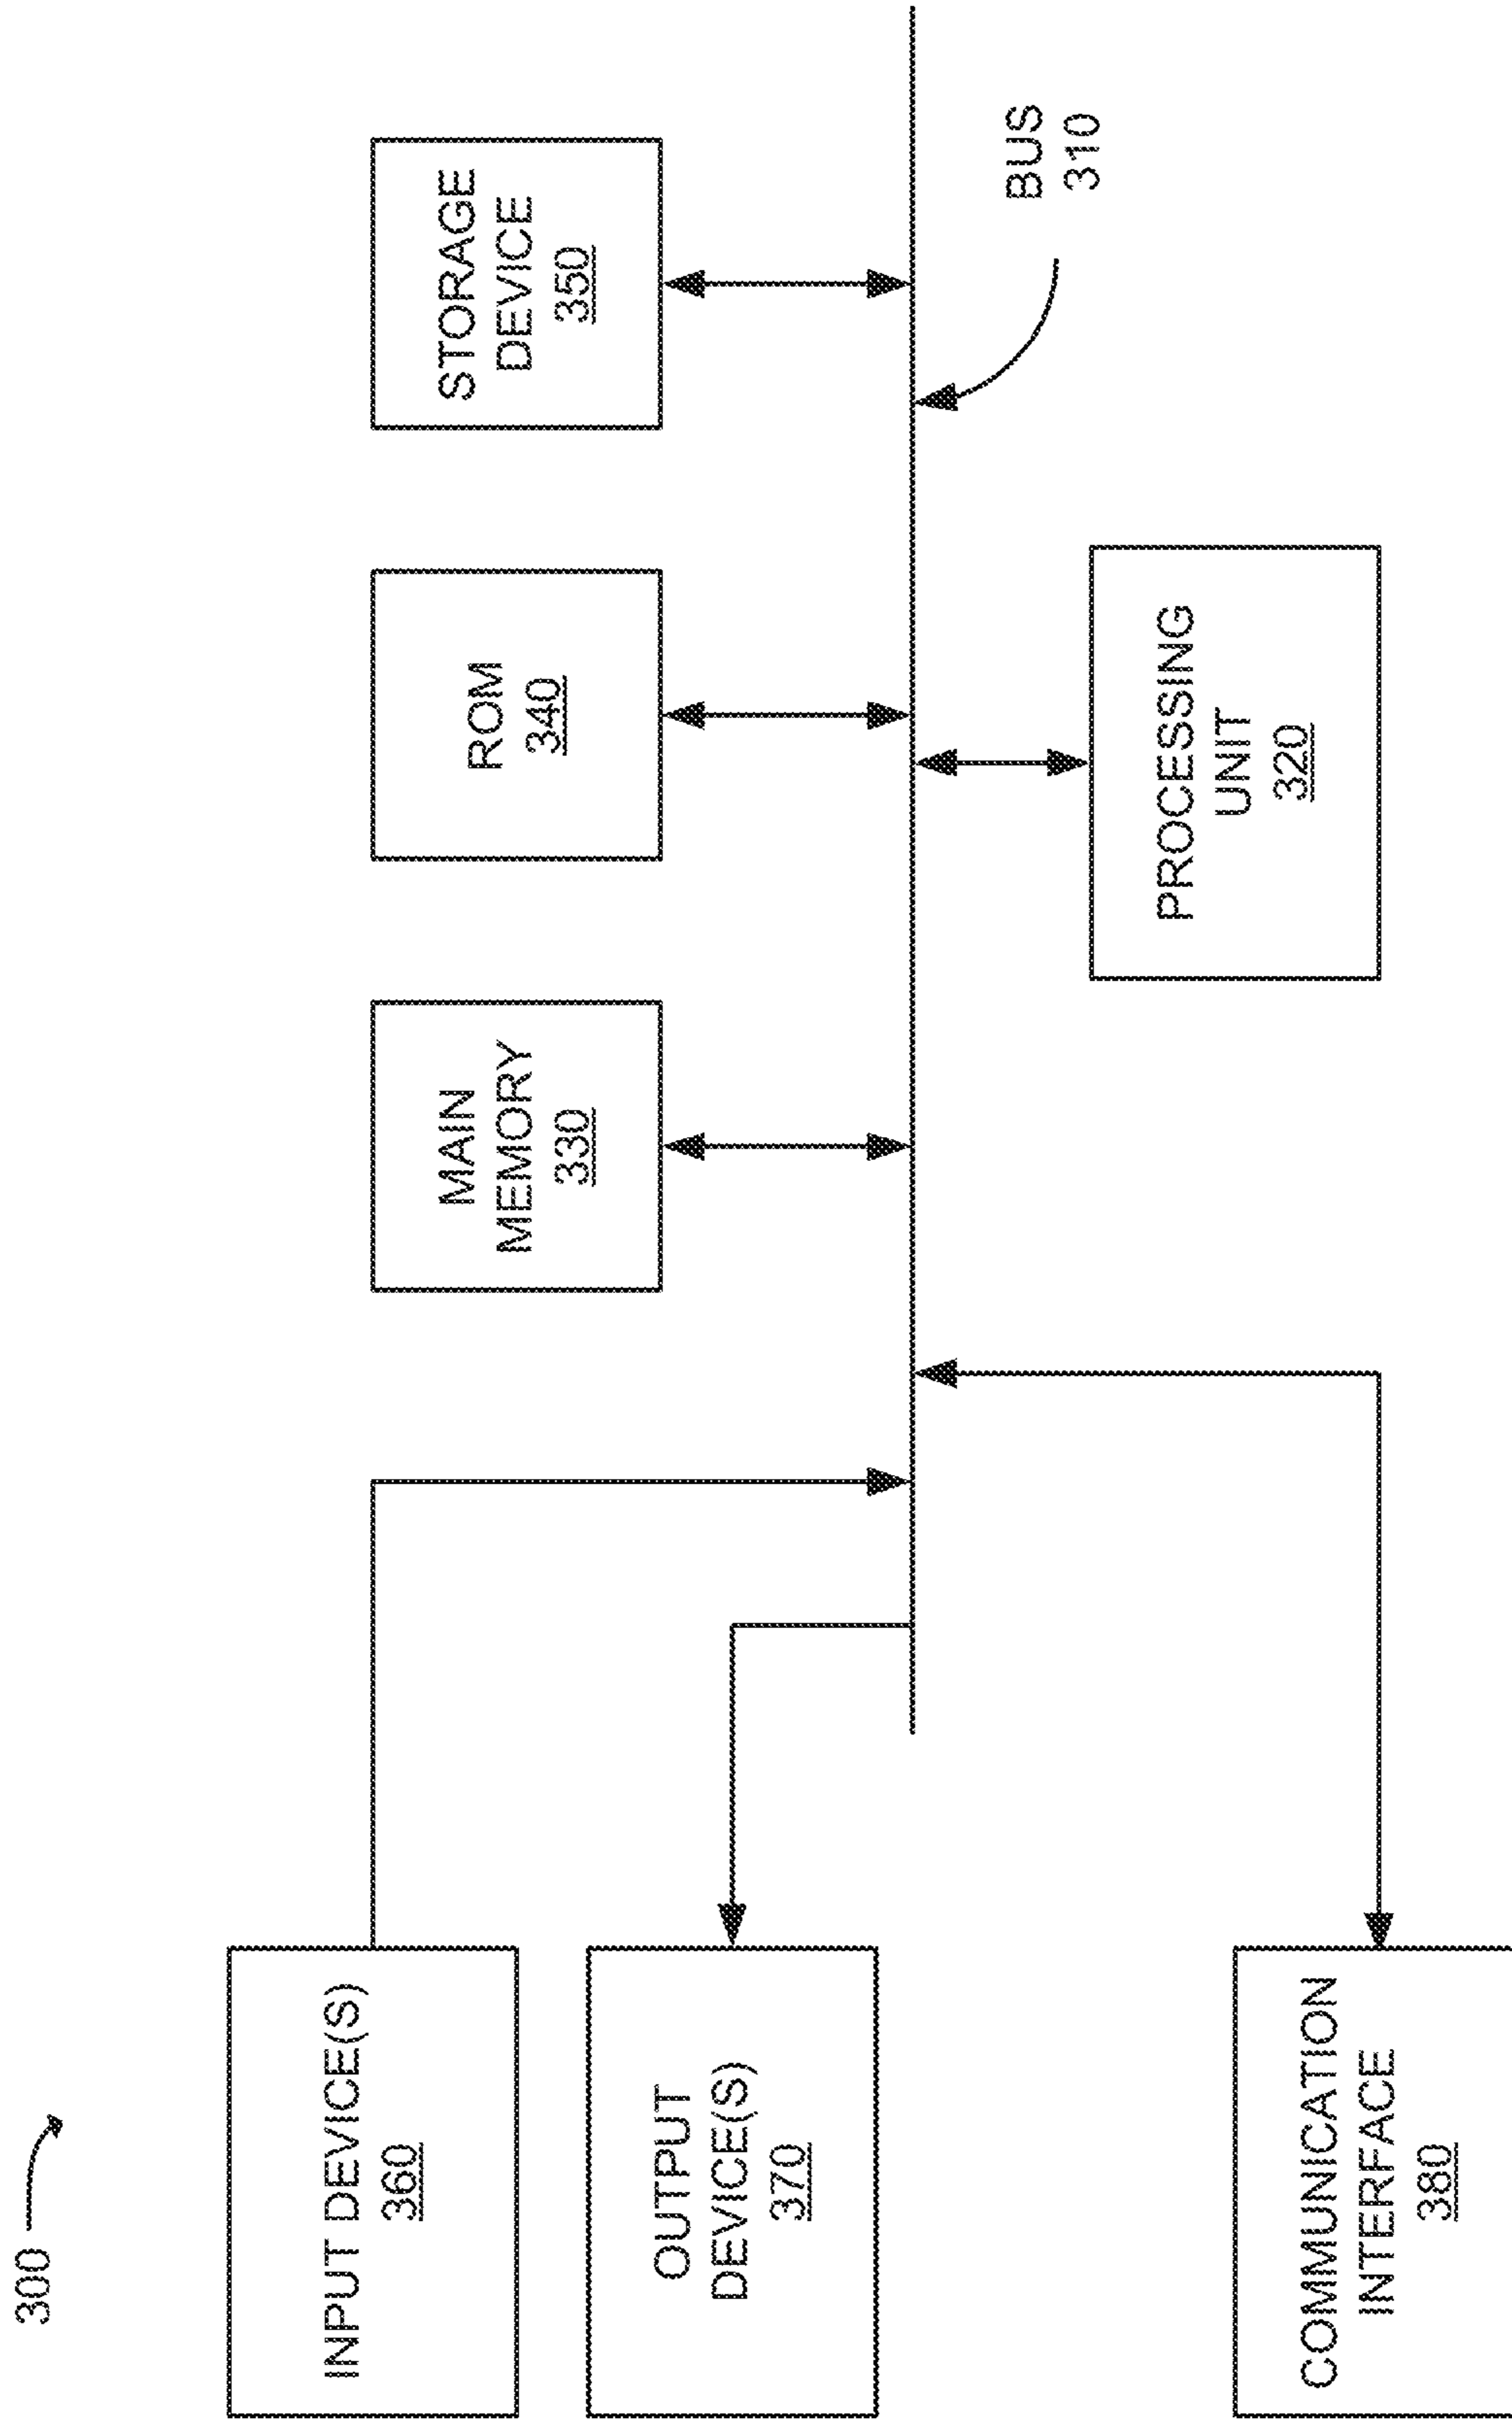 300
INPUT DEVICE(S)
360
OUTPUT
DEVICE(S)
370
COMMUNICATION
INTERFACE
380
MAIN
MEMORY
330
ROM
340
STORAGE
DEVICE
350
PROCESSING
UNIT
320
BUS
310